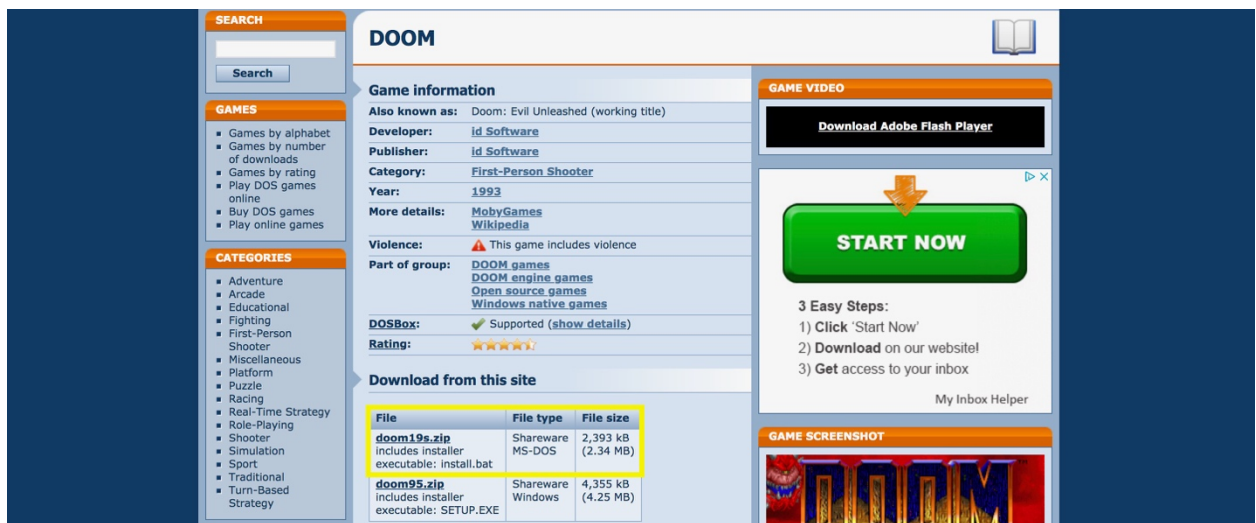 SEARCH
Search
GAMES
Games by alphabet
Games by number
of downloads
Games by rating
Play DOS games
online
Buy DOS games
Play online games
CATEGORIES
Adventure
Arcade
Educational
Fighting
First-Person
Shooter
Miscellaneous
Platform
Puzzle
Racing
Real-Time Strategy
Role-Playing
Shooter
Simulation
Sport
Traditional
Turn-Based
Strategy
DOOM
Game information
Also known as: Doom: Evil Unleashed (working title)
Developer: id Software
Publisher: id Software
Category: First-Person Shooter
Year: 1993
More details: MobyGames
Wikipedia
Violence: This game includes violence
Part of group: DOOM games
DOOM engine games
Open source games
Windows native games
DOSBox: Supported (show details)
Rating:
Download from this site
File File type File size
doom19s.zip Shareware 2,393 kB
includes installer MS-DOS (2.34 MB)
executable: install.bat
doom95.zip Shareware 4,355 kB
includes installer Windows (4.25 MB)
executable: SETUP.EXE
GAME VIDEO
Download Adobe Flash Player
START NOW
3 Easy Steps:
1) Click 'Start Now'
2) Download on our website!
3) Get access to your inbox
My Inbox Helper
GAME SCREENSHOT
DOOM